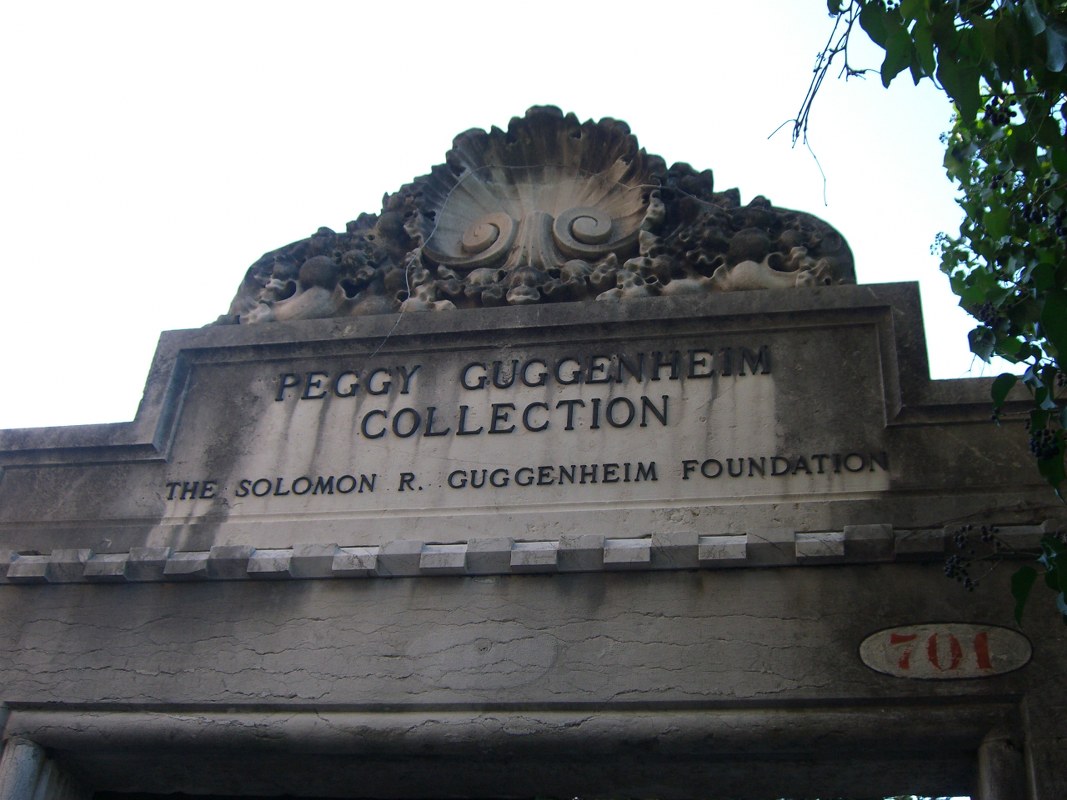 PEGGY GUGGENHEIM
COLLECTION
THE SOLOMON R. GUGGENHEIM FOUNDATION
701